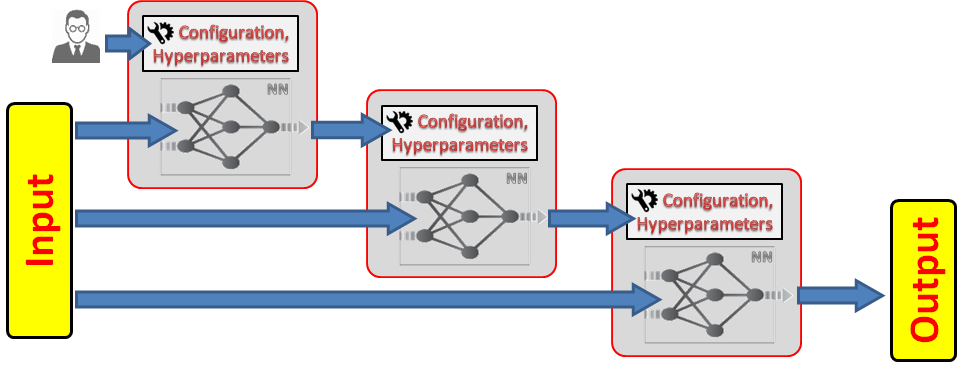 Configuration,
Hyperparameters
NN
Input
Configuration,
Hyperparameters
NN
Configuration,
Hyperparameters
NN
Output